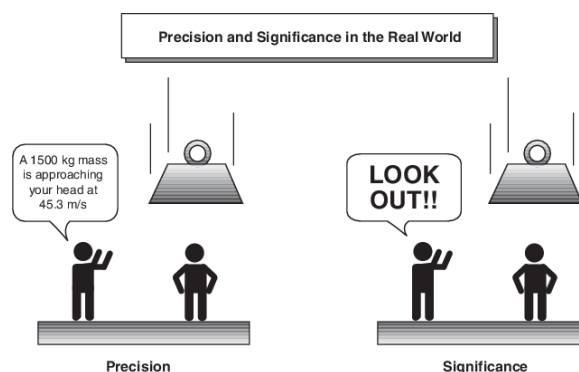 Precision and Significance in the Real World
A 1500 kg mass
is approaching
your head at
45.3 m/s
LOOK
OUT!!
Precision
Significance